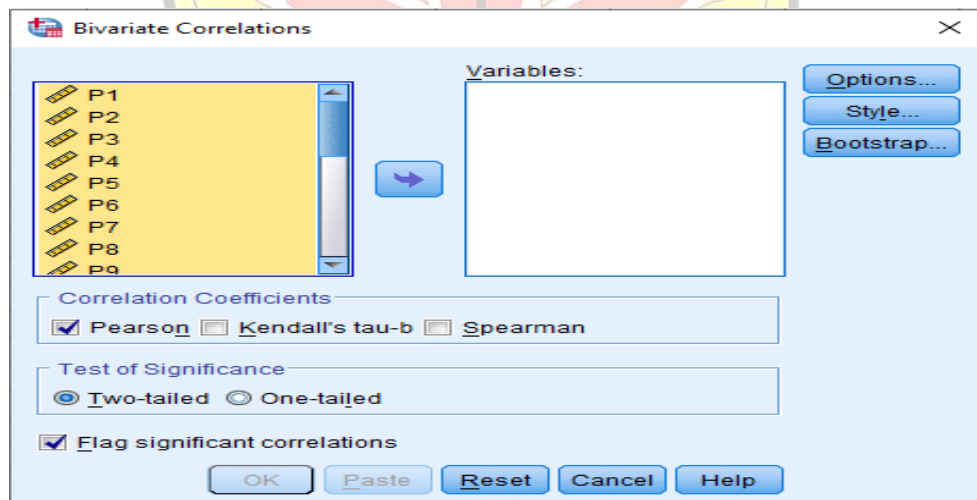 Bivariate Correlations
Variables:
P1
P2
P3
P4
P5
P6
P7
P8
P9
Options...
Style...
Bootstrap...
Correlation Coefficients
Pearson Kendall's tau-b Spearman
Test of Significance
Two-tailed One-tailed
Flag significant correlations
OK Paste Reset Cancel Help